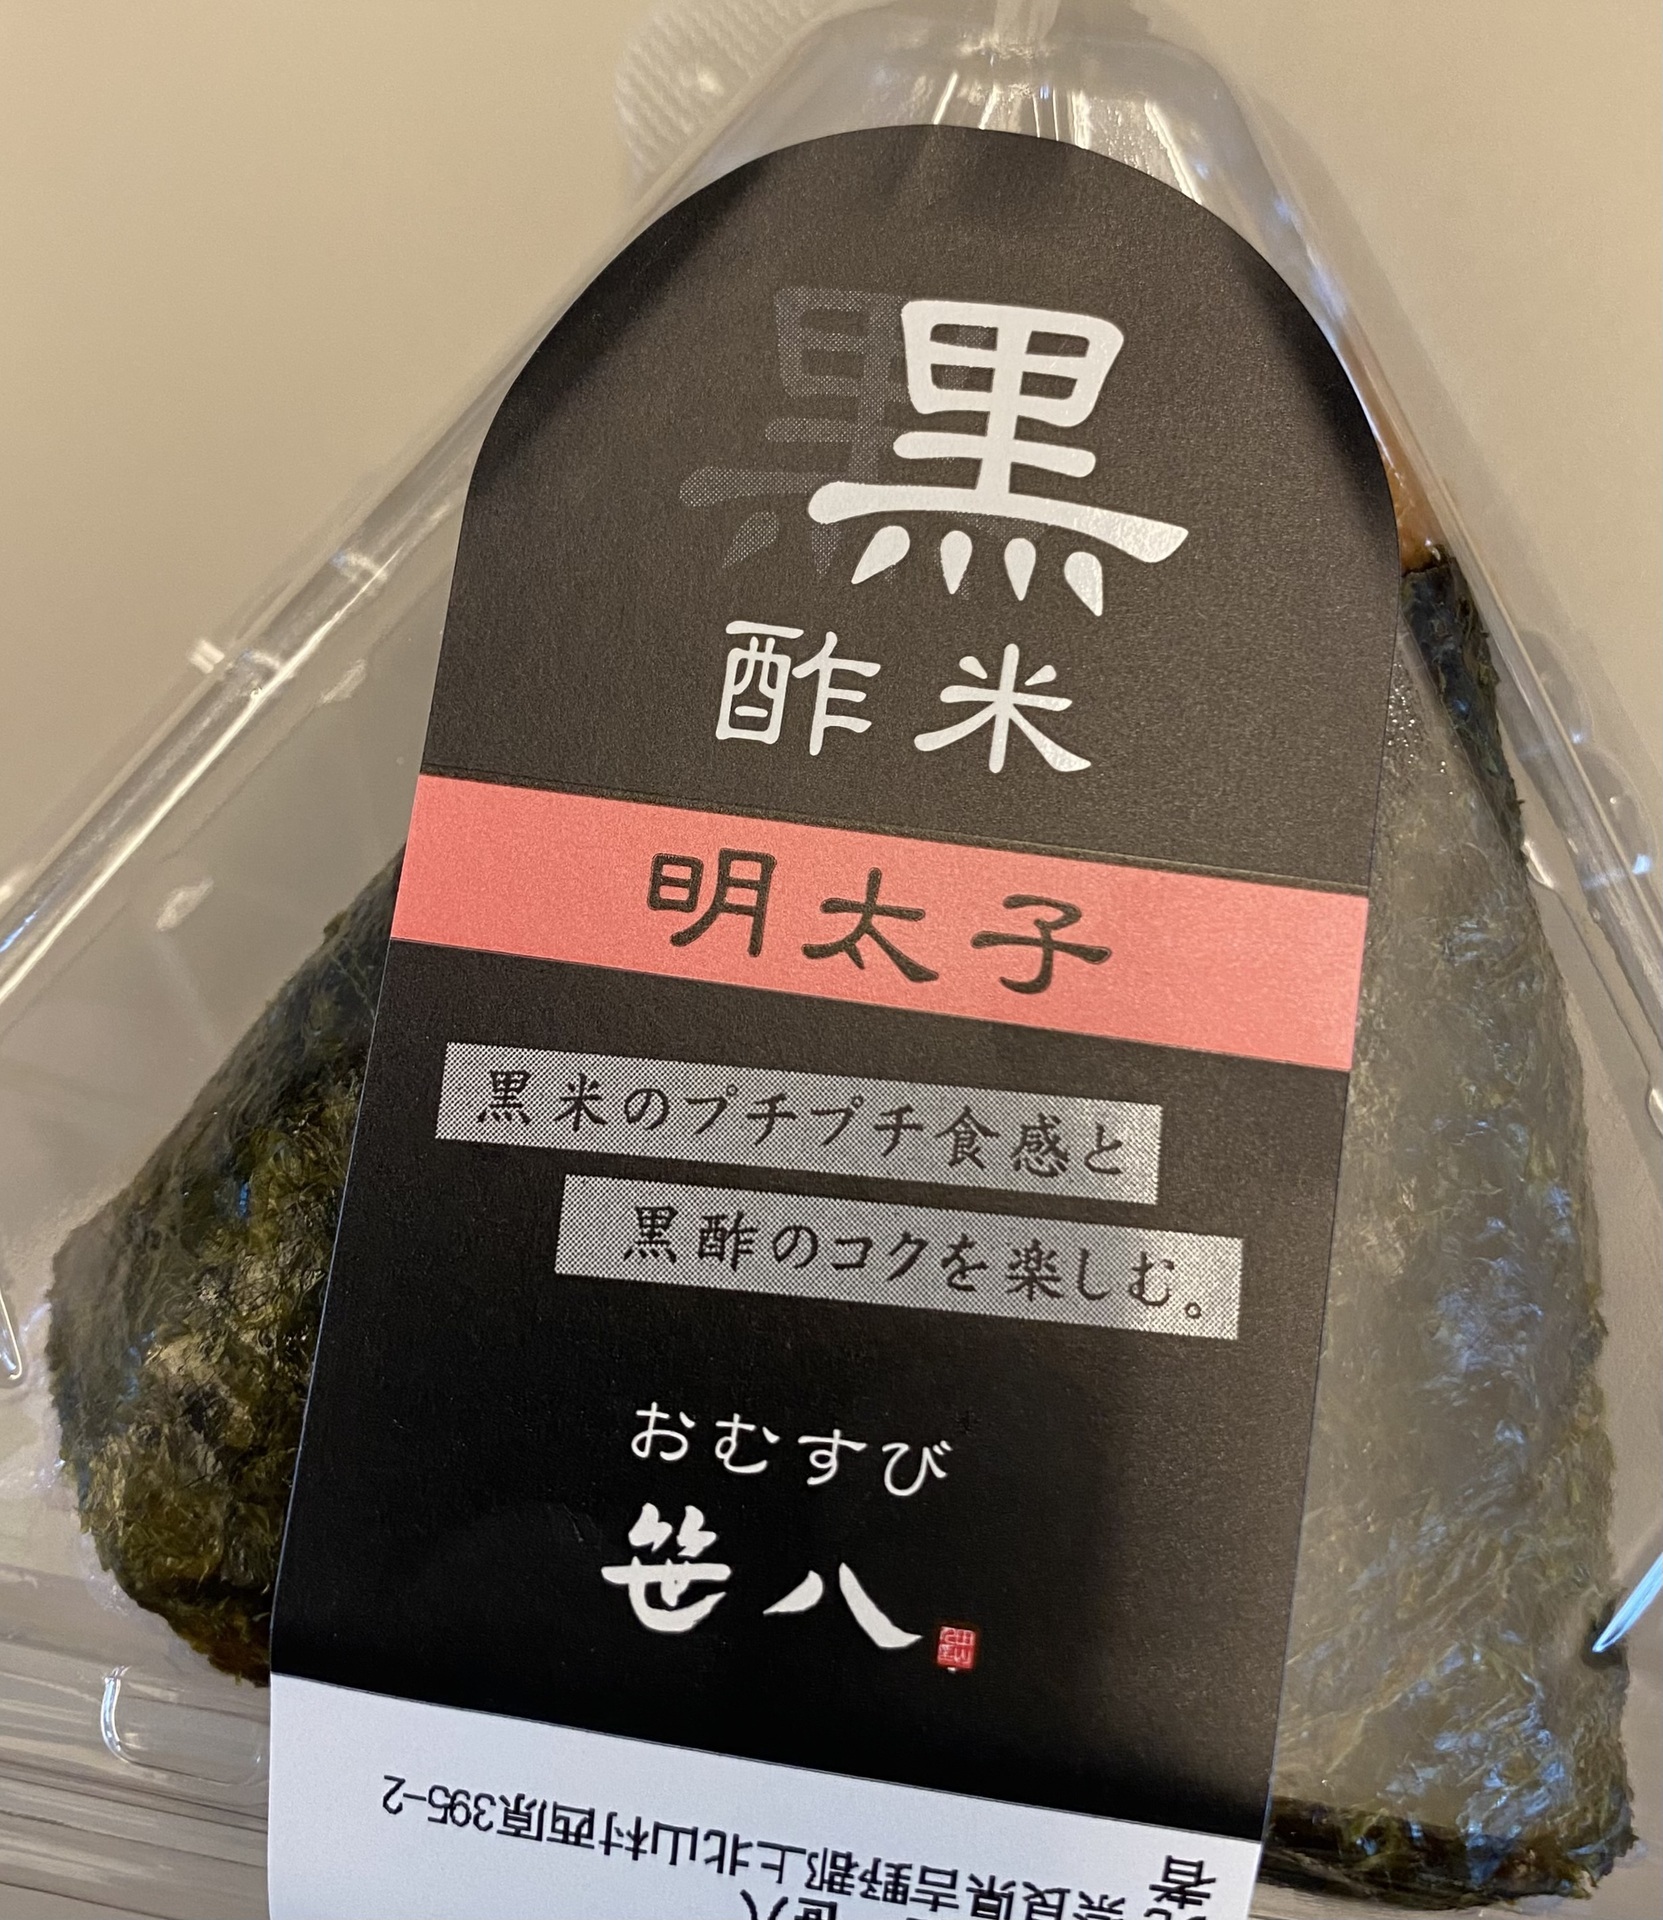 黒
酢米
明太子
黒米のプチプチ食感と
黒酢のコクを楽しむ。
おむすび
笹八
者 奈良県吉野郡上北山村西原395-2